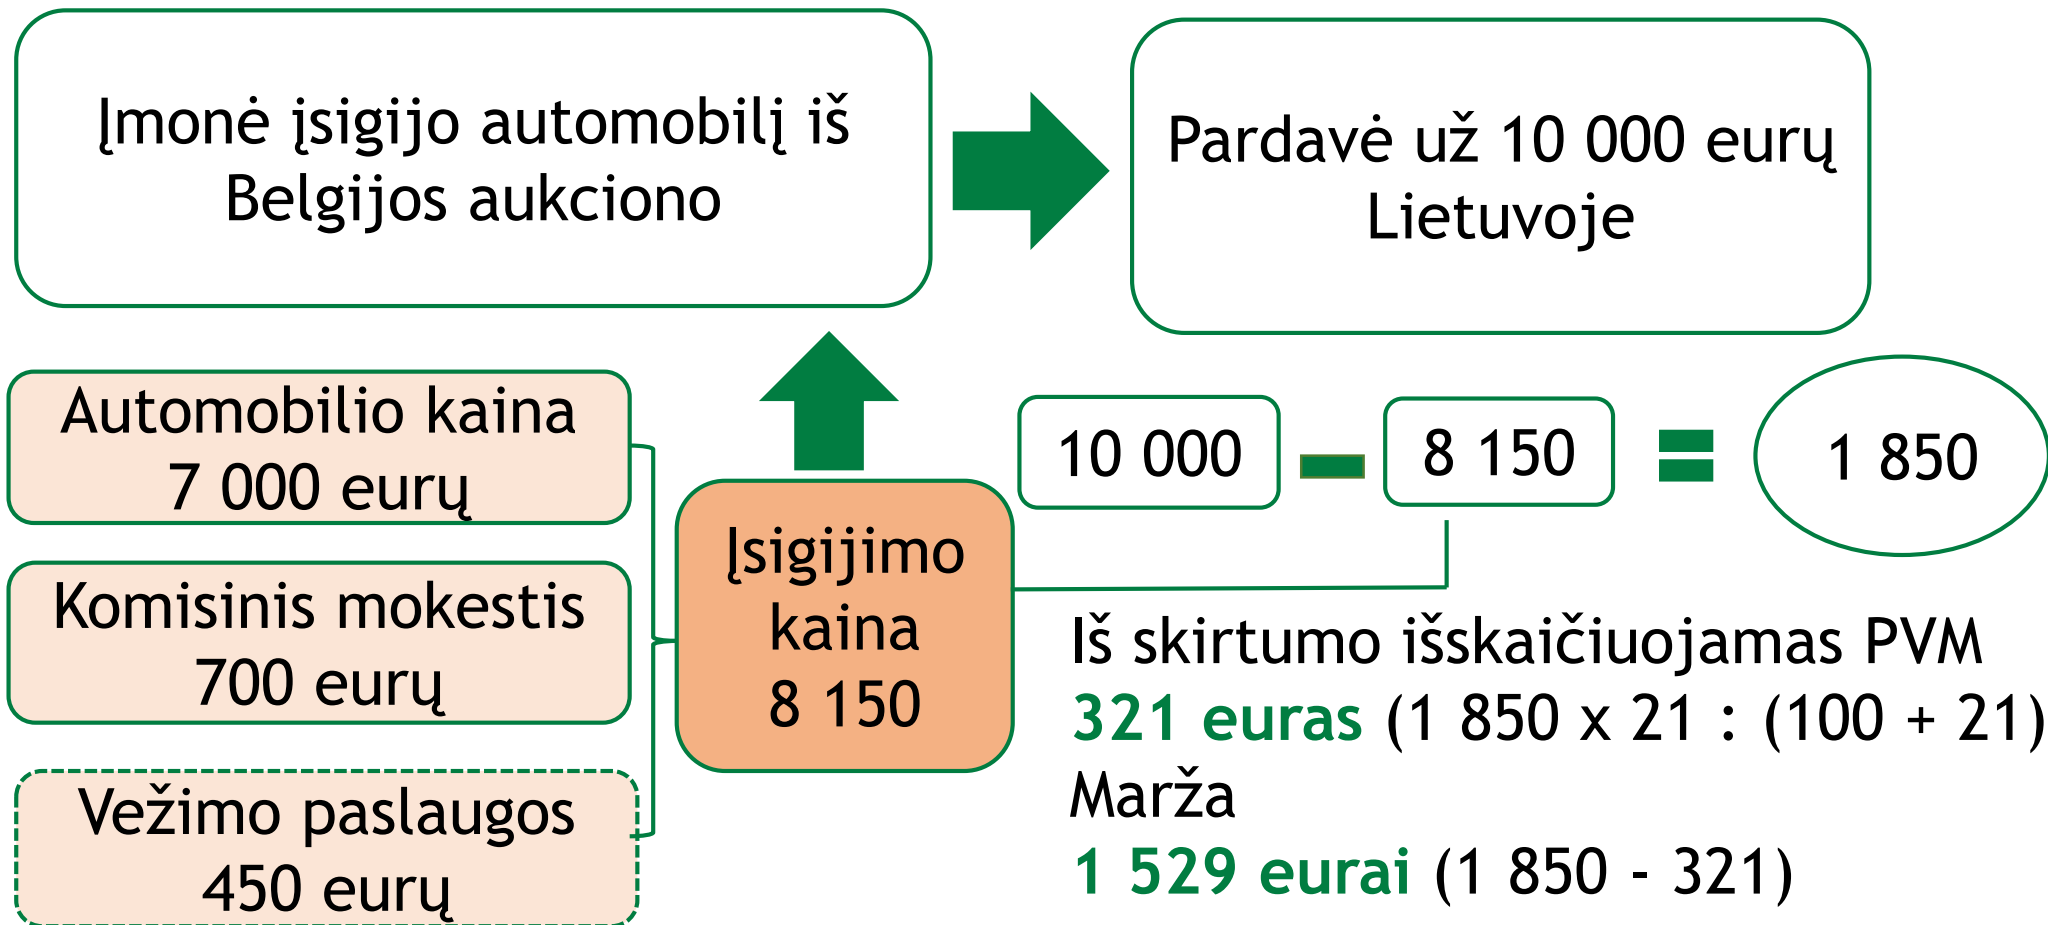 Įmonė įsigijo automobilį iš
Belgijos aukciono
Pardavė už 10 000 eurų
Lietuvoje
Automobilio kaina
7 000 eurų
Komisinis mokestis
700 eurų
Vežimo paslaugos
450 eurų
Įsigijimo
kaina
8 150
10 000
8 150
1 850
Iš skirtumo išskaičiuojamas PVM
321 euras (1 850 x 21 : (100 + 21)
Marža
1 529 eurai (1 850 - 321)